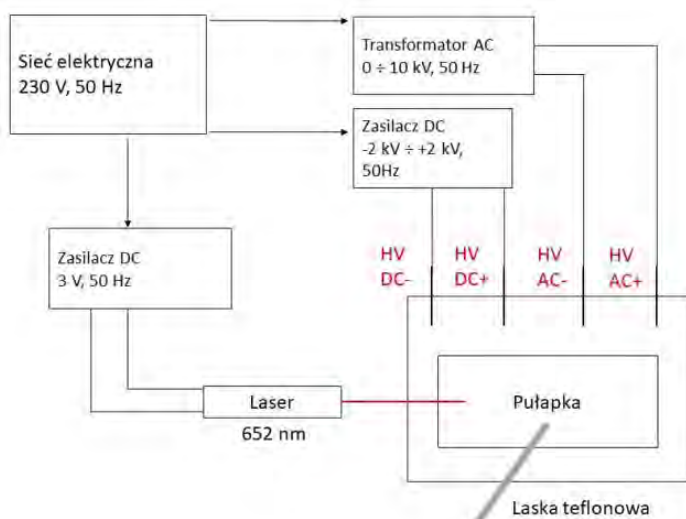 Sieć elektryczna
230 V, 50 Hz
Transformator AC
0 ÷ 10 kV, 50 Hz
Zasilacz DC
-2 kV ÷ +2 kV,
50Hz
Zasilacz DC
3 V, 50 Hz
HV
DC-
HV
DC+
HV
AC-
HV
AC+
Laser
652 nm
Pułapka
Laska teflonowa